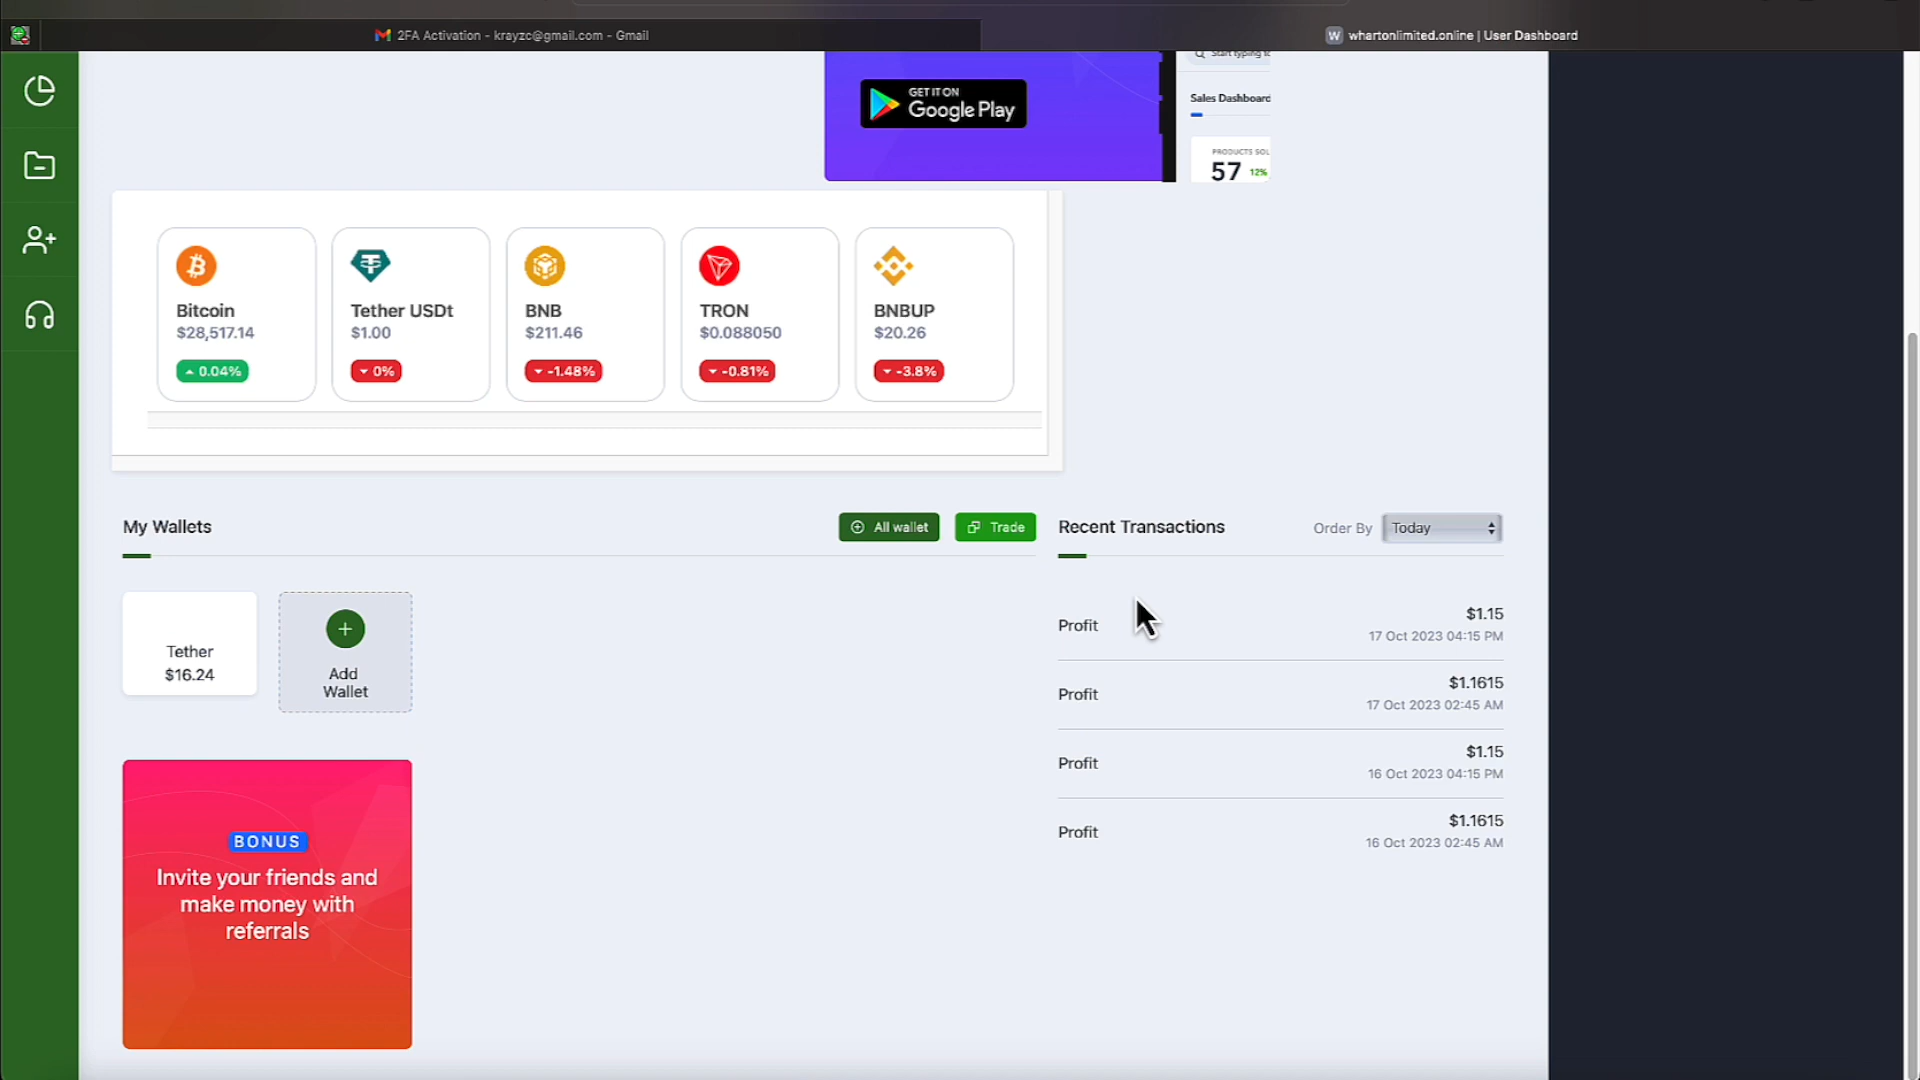 2FA Activation - krayzc@gmail.com - Gmail
W whartonlimited.online | User Dashboard
GET IT ON
Google Play
Sales Dashboard
57 12%
Bitcoin
$28,517.14
0.04%
Tether USDt
$1.00
0%
BNB
$211.46
-1.48%
TRON
$0.088050
-0.81%
BNBUP
$20.26
-3.8%
My Wallets
All wallet
Trade
Recent Transactions
Order By
Today
Tether
$16.24
Add
Wallet
Profit
$1.15
17 Oct 2023 04:15 PM
Profit
$1.1615
17 Oct 2023 02:45 AM
Profit
$1.15
16 Oct 2023 04:15 PM
Profit
$1.1615
16 Oct 2023 02:45 AM
BONUS
Invite your friends and
make money with
referrals